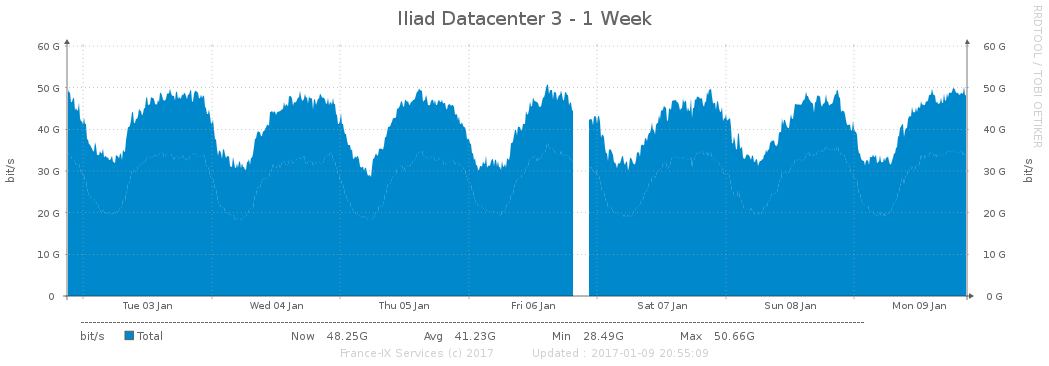 Iliad Datacenter 3 - 1 Week
RRDTOOL / TOBI OETIKER
60 G 60 G
50 G 50 G
40 G 40 G
30 G 30 G
20 G 20 G
10 G 10 G
0 0 G
bit/s bit/s
Tue 03 Jan Wed 04 Jan Thu 05 Jan Fri 06 Jan Sat 07 Jan Sun 08 Jan Mon 09 Jan
bit/s Total Now 48.25G Avg 41.23G Min 28.49G Max 50.66G
France-IX Services (c) 2017 Updated : 2017-01-09 20:55:09